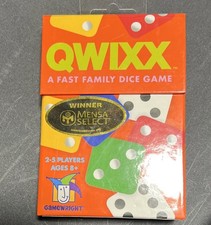 QWIXX
A FAST FAMILY DICE GAME
WINNER
MENSA
SELECT
2-5 PLAYERS
AGES 8+
GAMEWRIGHT